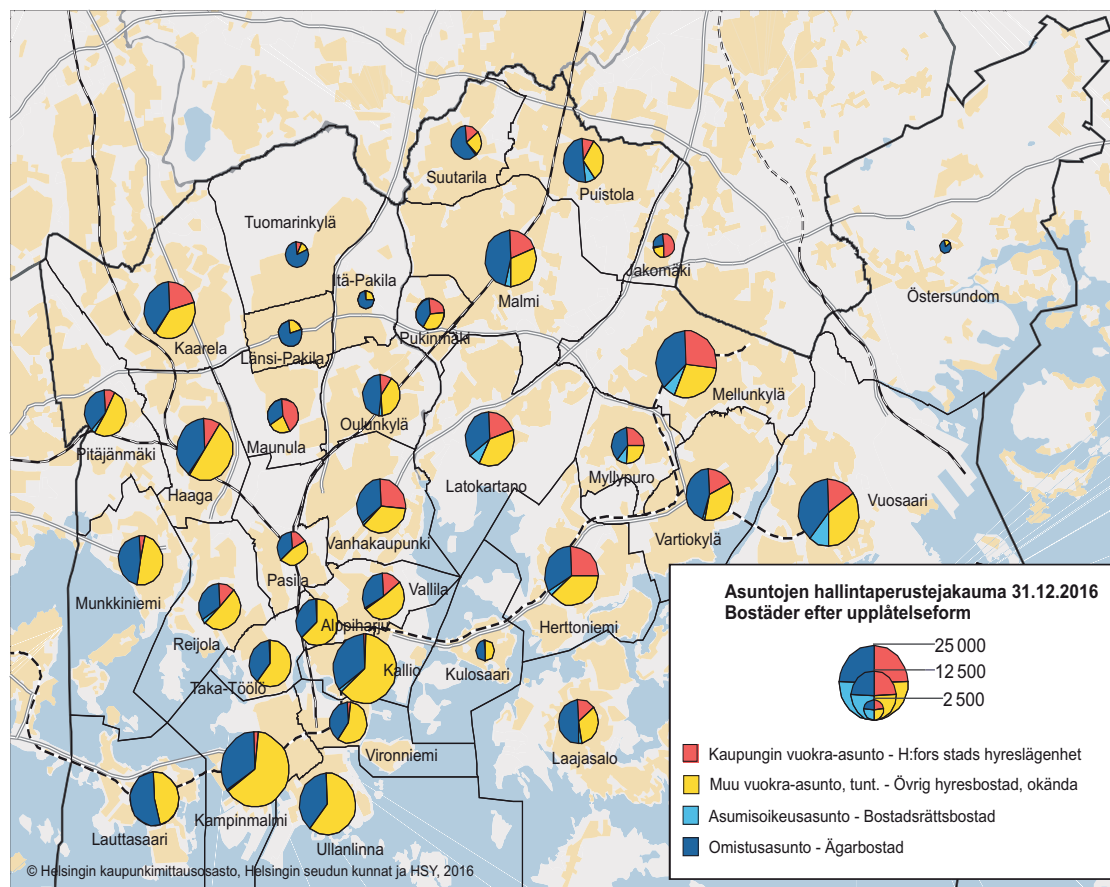 Suutarila
Puistola
Tuomarinkylä
Itä-Pakila
Jakomäki
Malmi
Östersundom
Pukinmäki
Kaarela
Länsi-Pakila
Mellunkylä
Oulunkylä
Maunula
Pitäjänmäki
Haaga
Latokartano
Myllypuro
Vuosaari
Vartiokylä
Vanhakaupunki
Pasila
Munkkiniemi
Vallila
Alppiharju
Herttoniemi
Reijola
Kallio
Kulosaari
Taka-Töölö
Vironniemi
Laajasalo
Kampinmalmi
Lauttasaari
Ullanlinna
Asuntojen hallintaperustejakauma 31.12.2016
Bostäder efter upplåtelseform
25 000
12 500
2 500
Kaupungin vuokra-asunto - H:fors stads hyreslägenhet
Muu vuokra-asunto, tunt. - Övrig hyresbostad, okända
Asumisoikeusasunto - Bostadsrättsbostad
Omistusasunto - Ägarbostad
© Helsingin kaupunkimittausosasto, Helsingin seudun kunnat ja HSY, 2016